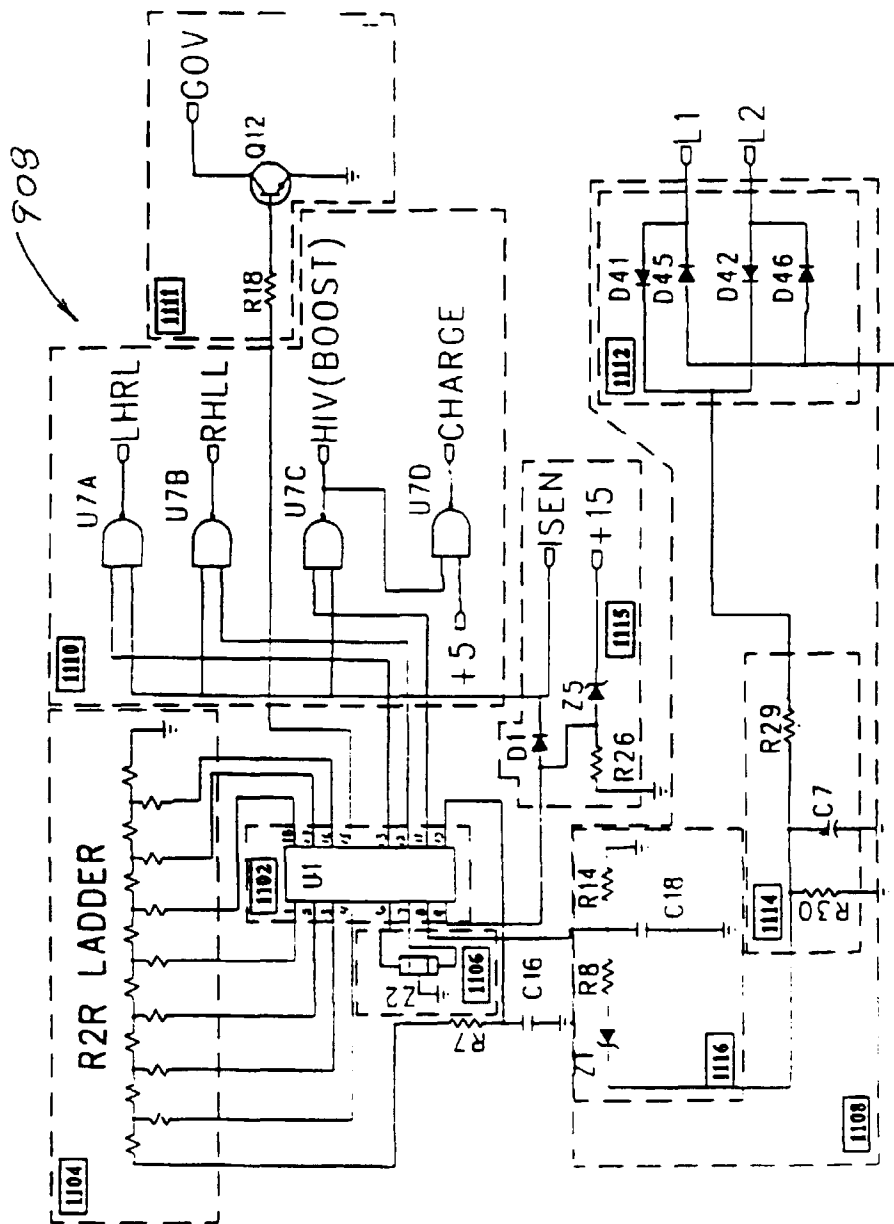 908
GOV
Q12
R18
1111
U7A
LHRL
U7B
RHLL
U7C
HIV(BOOST)
U7D
CHARGE
+5
1110
R2R LADDER
1104
1102
U1
Z2
1106
R7
C16
D1
ISEN
Z5
+15
R26
1115
L1
L2
D41
D45
D42
D46
1112
R29
C7
R30
1114
R14
C18
R8
Z1
1116
1108